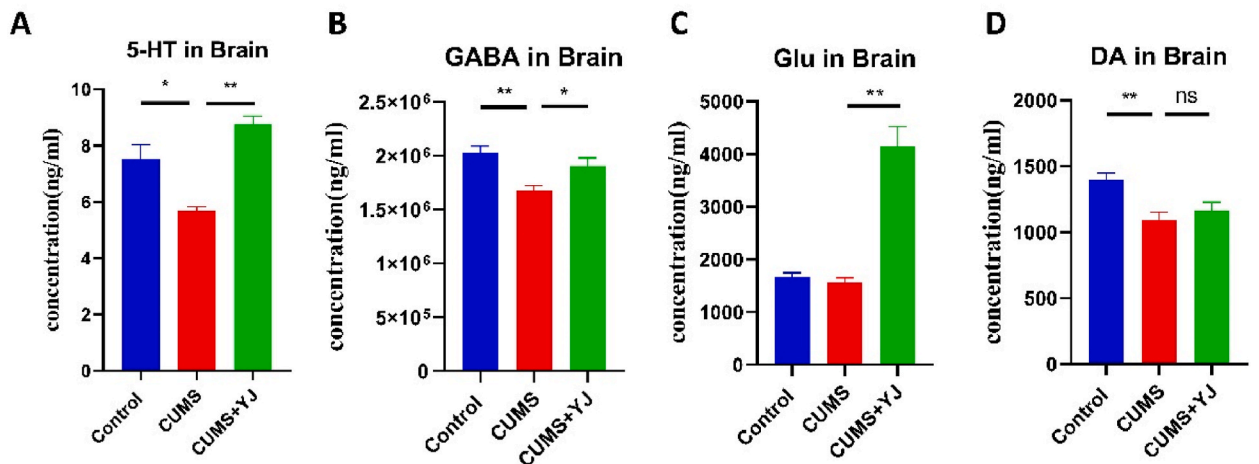 A
5-HT in Brain
concentration(ng/ml)
10
8
6
4
2
0
*
**
Control
CUMS
CUMS+YJ
B
GABA in Brain
concentration(ng/ml)
2.5×10⁶
2×10⁶
1.5×10⁶
1×10⁶
5×10⁵
0
**
*
Control
CUMS
CUMS+YJ
C
Glu in Brain
concentration(ng/ml)
5000
4000
3000
2000
1000
0
**
Control
CUMS
CUMS+YJ
D
DA in Brain
concentration(ng/ml)
2000
1500
1000
500
0
**
ns
Control
CUMS
CUMS+YJ